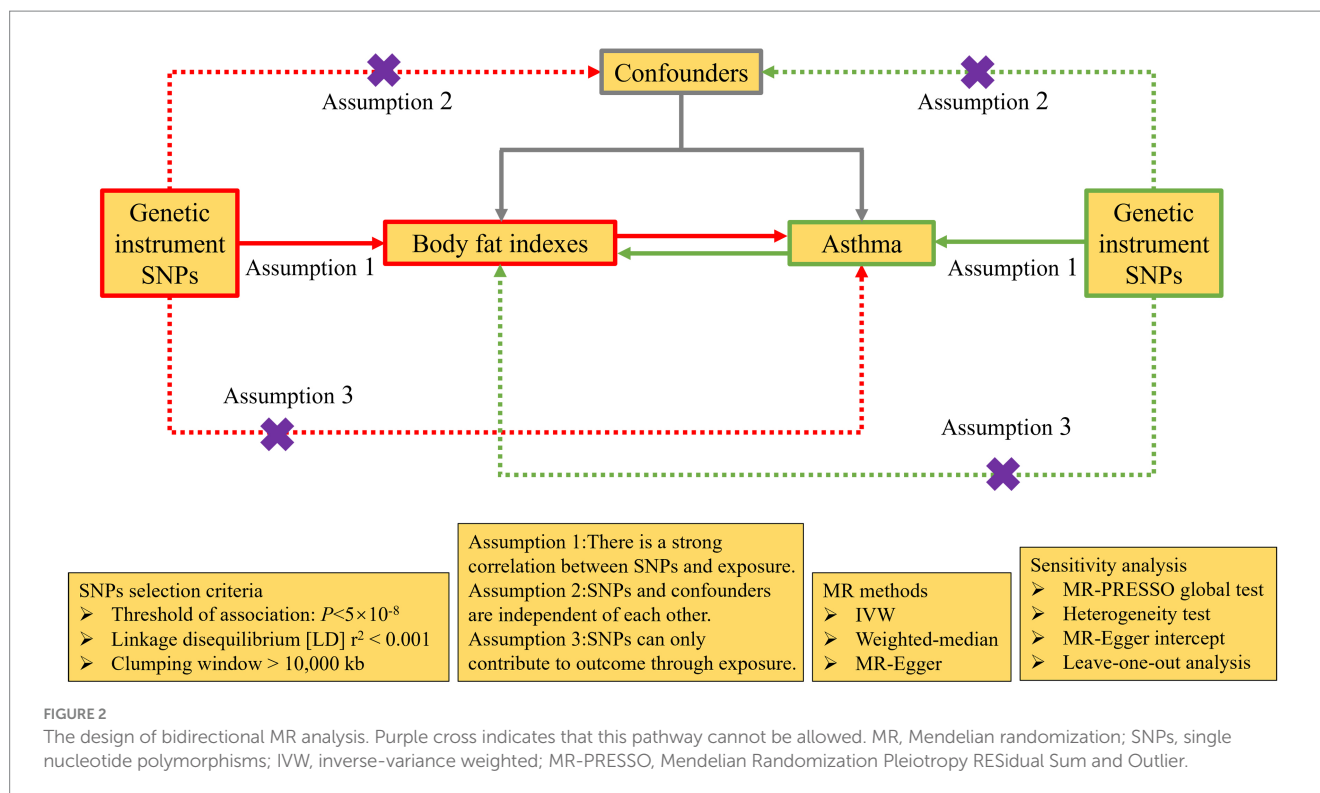 Confounders
Assumption 2
Assumption 2
Genetic
instrument
SNPs
Assumption 1
Body fat indexes
Asthma
Assumption 1
Genetic
instrument
SNPs
Assumption 3
Assumption 3
SNPs selection criteria
➢ Threshold of association: P<5×10⁻⁸
➢ Linkage disequilibrium [LD] r² < 0.001
➢ Clumping window > 10,000 kb
Assumption 1:There is a strong
correlation between SNPs and exposure.
Assumption 2:SNPs and confounders
are independent of each other.
Assumption 3:SNPs can only
contribute to outcome through exposure.
MR methods
➢ IVW
➢ Weighted-median
➢ MR-Egger
Sensitivity analysis
➢ MR-PRESSO global test
➢ Heterogeneity test
➢ MR-Egger intercept
➢ Leave-one-out analysis
FIGURE 2
The design of bidirectional MR analysis. Purple cross indicates that this pathway cannot be allowed. MR, Mendelian randomization; SNPs, single
nucleotide polymorphisms; IVW, inverse-variance weighted; MR-PRESSO, Mendelian Randomization Pleiotropy RESidual Sum and Outlier.